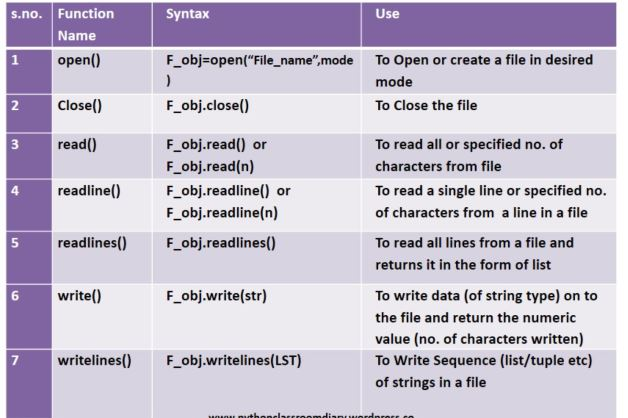 s.no. Function Name Syntax Use
1 open() F_obj=open(“File_name”,mode) To Open or create a file in desired mode
2 Close() F_obj.close() To Close the file
3 read() F_obj.read() or F_obj.read(n) To read all or specified no. of characters from file
4 readline() F_obj.readline() or F_obj.readline(n) To read a single line or specified no. of characters from a line in a file
5 readlines() F_obj.readlines() To read all lines from a file and returns it in the form of list
6 write() F_obj.write(str) To write data (of string type) on to the file and return the numeric value (no. of characters written)
7 writelines() F_obj.writelines(LST) To Write Sequence (list/tuple etc) of strings in a file
www.pythonclassroomdiary.wordpress.co